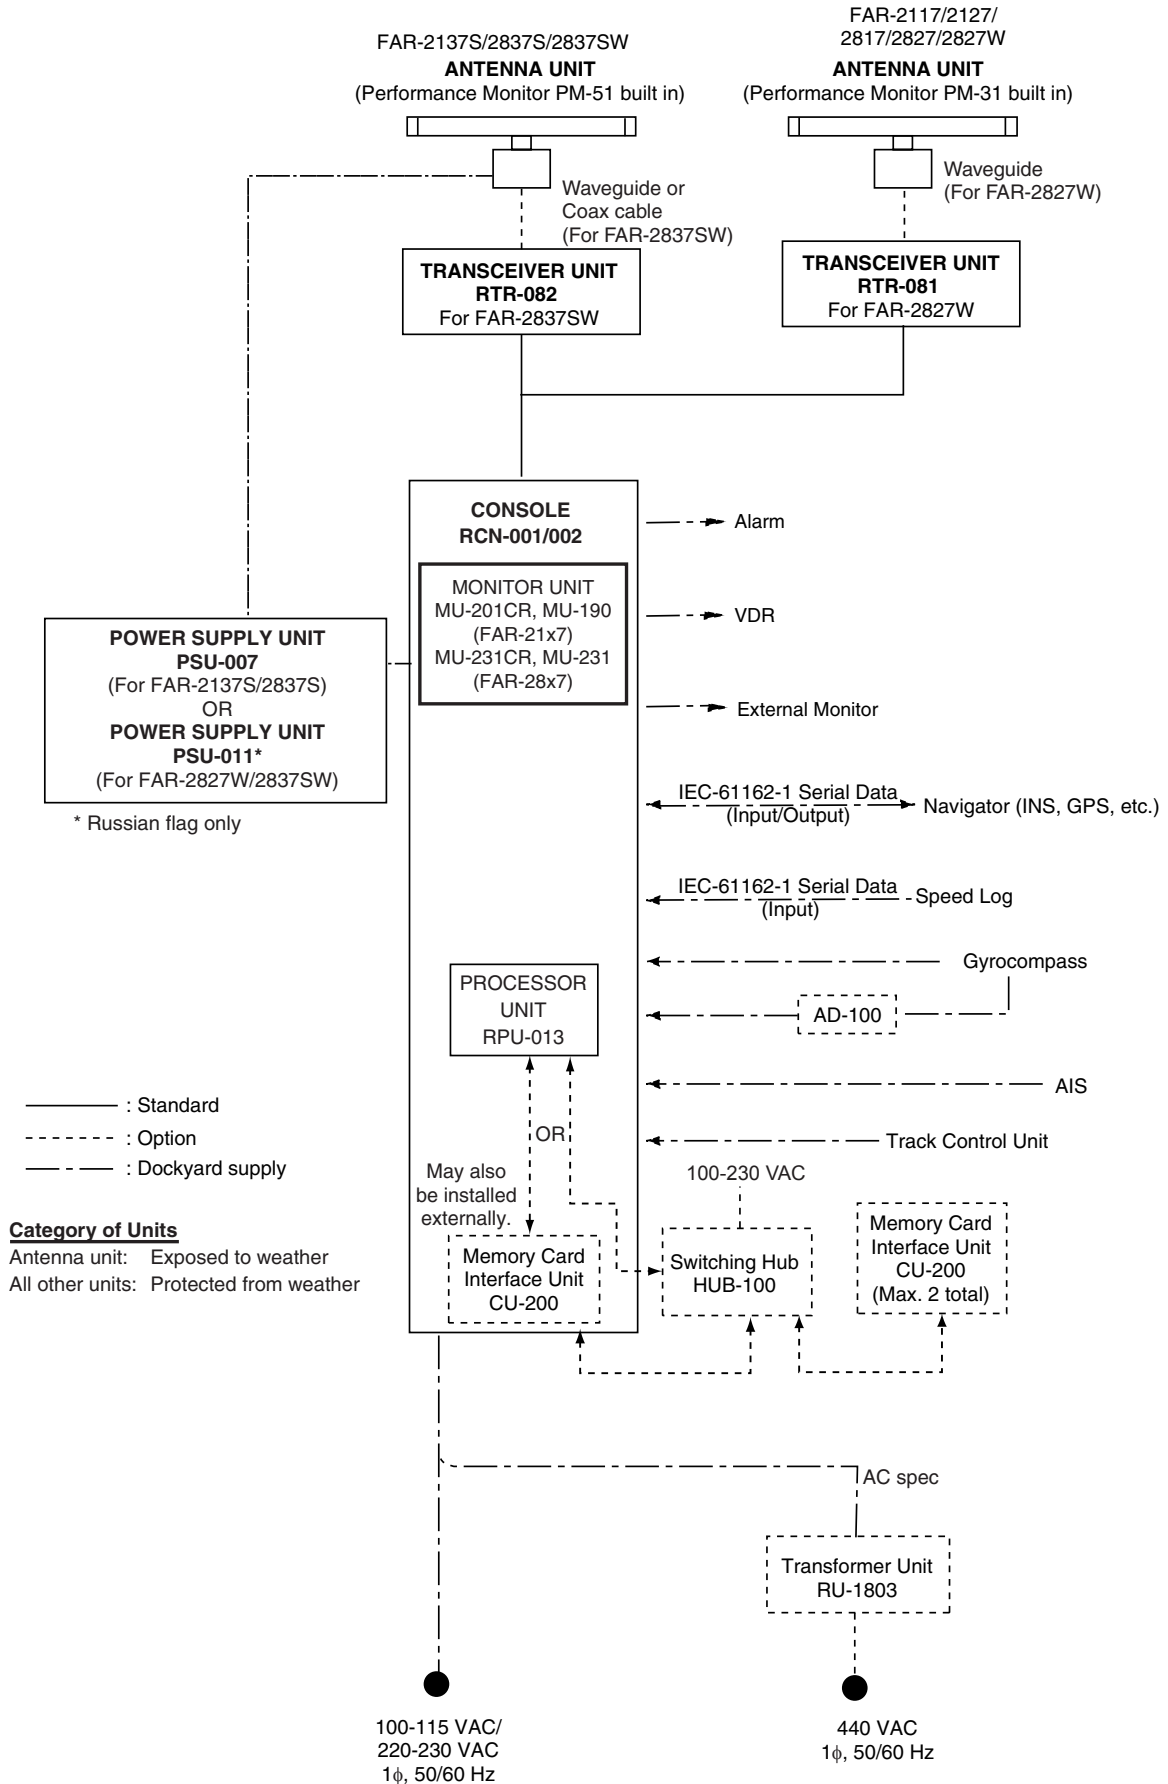 FAR-2137S/2837S/2837SW
ANTENNA UNIT
(Performance Monitor PM-51 built in)
FAR-2117/2127/
2817/2827/2827W
ANTENNA UNIT
(Performance Monitor PM-31 built in)
Waveguide or
Coax cable
(For FAR-2837SW)
Waveguide
(For FAR-2827W)
TRANSCEIVER UNIT
RTR-082
For FAR-2837SW
TRANSCEIVER UNIT
RTR-081
For FAR-2827W
CONSOLE
RCN-001/002
MONITOR UNIT
MU-201CR, MU-190
(FAR-21x7)
MU-231CR, MU-231
(FAR-28x7)
POWER SUPPLY UNIT
PSU-007
(For FAR-2137S/2837S)
OR
POWER SUPPLY UNIT
PSU-011*
(For FAR-2827W/2837SW)
* Russian flag only
Alarm
VDR
External Monitor
IEC-61162-1 Serial Data
(Input/Output)
Navigator (INS, GPS, etc.)
IEC-61162-1 Serial Data
(Input)
Speed Log
Gyrocompass
AD-100
AIS
Track Control Unit
PROCESSOR
UNIT
RPU-013
OR
May also
be installed
externally.
Memory Card
Interface Unit
CU-200
100-230 VAC
Switching Hub
HUB-100
Memory Card
Interface Unit
CU-200
(Max. 2 total)
: Standard
: Option
: Dockyard supply
Category of Units
Antenna unit: Exposed to weather
All other units: Protected from weather
AC spec
Transformer Unit
RU-1803
100-115 VAC/
220-230 VAC
1ϕ, 50/60 Hz
440 VAC
1ϕ, 50/60 Hz